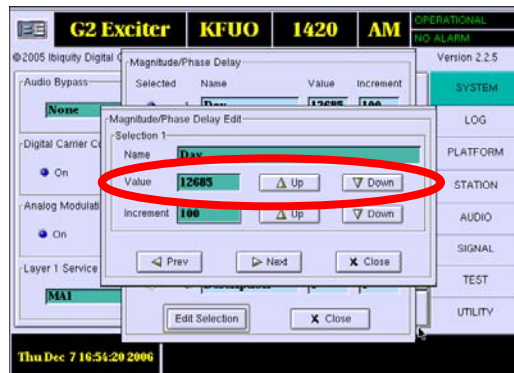 G2 Exciter KFUO 1420 AM OPERATIONAL
NO ALARM
©2005 Ibiquity Digital Version 2.2.5
Magnitude/Phase Delay
Audio Bypass Selected Name Value Increment SYSTEM
None Day 12685 100 LOG
Magnitude/Phase Delay Edit
Selection 1
Digital Carrier Name Day PLATFORM
On Value 12685 Up Down STATION
Analog Increment 100 Up Down AUDIO
On
Prev Next X Close SIGNAL
Layer 1 Service TEST
MA1
Edit Selection X Close UTILITY
Thu Dec 7 16:54:20 2006